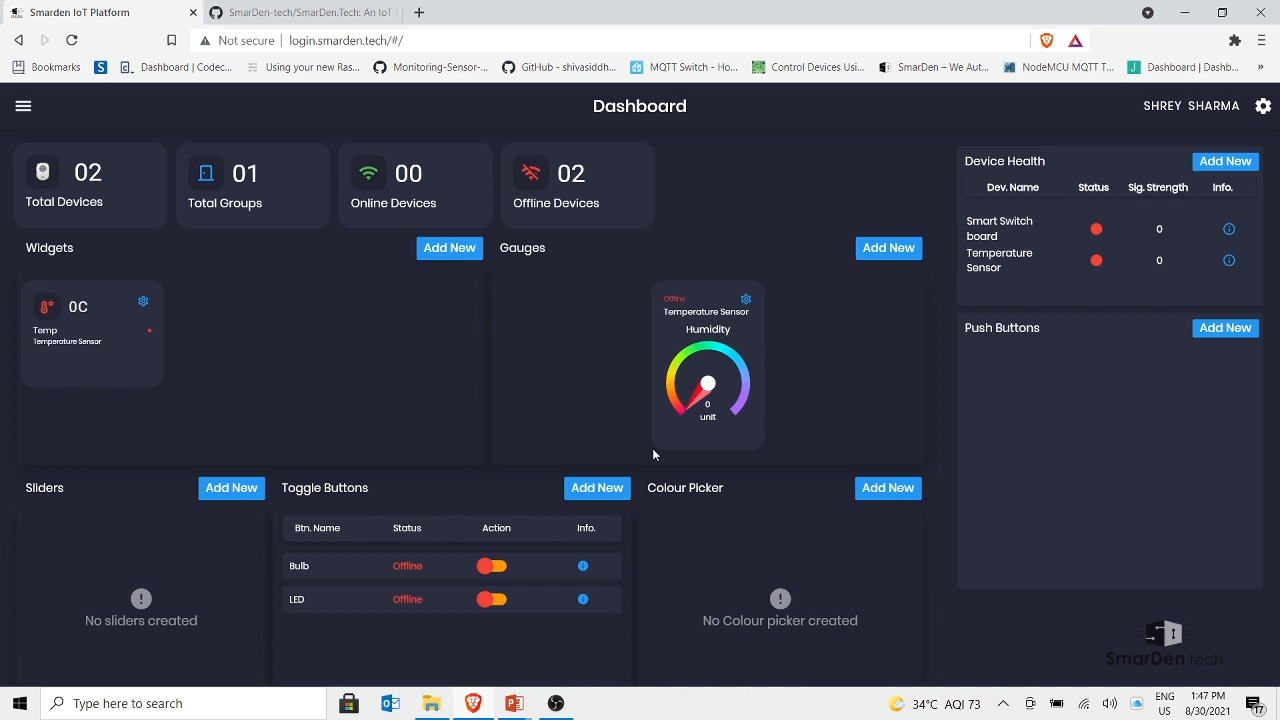 Smarden IoT Platform
SmarDen-tech/SmarDen.Tech: An IoT
Not secure | login.smarden.tech/#/
Bookmarks
S
Dashboard | Codec...
Using your new Ras...
Monitoring-Sensor-...
GitHub - shivasiddh...
MQTT Switch - Ho...
Control Devices Usi...
SmarDen – We Aut...
NodeMCU MQTT T...
J
Dashboard | Dashb...
»
Dashboard
SHREY SHARMA
02
Total Devices
01
Total Groups
00
Online Devices
02
Offline Devices
Device Health
Add New
Dev. Name Status Sig. Strength Info.
Smart Switch
board
0
Temperature
Sensor
0
Widgets
Add New
Gauges
Add New
0C
Temp
Temperature Sensor
Offline
Temperature Sensor
Humidity
0
unit
Push Buttons
Add New
Sliders
Add New
Toggle Buttons
Add New
Colour Picker
Add New
No sliders created
Btn. Name Status Action Info.
Bulb Offline
LED Offline
No Colour picker created
SmarDen.tech
Type here to search
34°C AQI 73
ENG
US
1:47 PM
8/30/2021
17